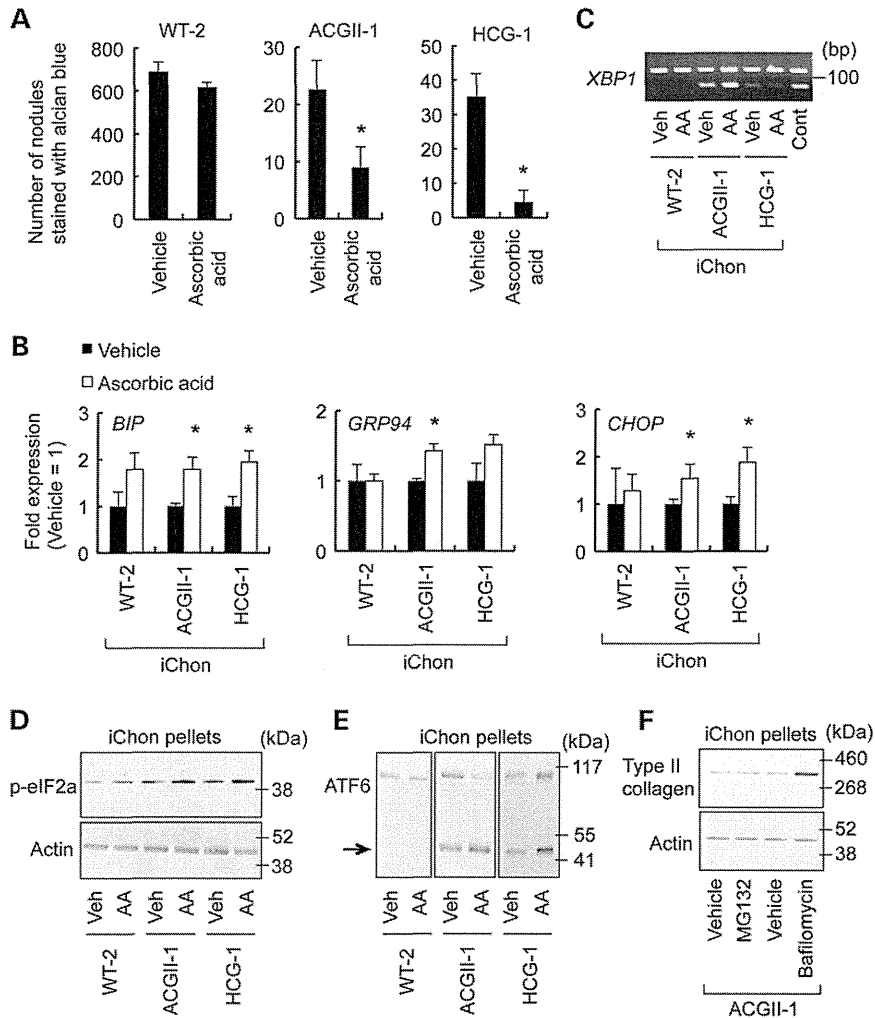 A
WT-2
ACGII-1
HCG-1
Number of nodules
stained with alcian blue
800
600
400
200
0
30
20
10
0
50
40
30
20
10
0
*
*
Vehicle
Ascorbic
acid
Vehicle
Ascorbic
acid
Vehicle
Ascorbic
acid
C
(bp)
XBP1
100
Veh
AA
Veh
AA
Veh
AA
Cont
WT-2
ACGII-1
HCG-1
iChon
B
Vehicle
Ascorbic acid
Fold expression
(Vehicle = 1)
3
2
1
0
BIP
*
*
WT-2
ACGII-1
HCG-1
iChon
2
1
0
GRP94
*
WT-2
ACGII-1
HCG-1
iChon
3
2
1
0
CHOP
*
*
WT-2
ACGII-1
HCG-1
iChon
D
iChon pellets
(kDa)
p-eIF2a
38
Actin
52
38
Veh
AA
Veh
AA
Veh
AA
WT-2
ACGII-1
HCG-1
E
iChon pellets
(kDa)
ATF6
117
55
41
Veh
AA
Veh
AA
Veh
AA
WT-2
ACGII-1
HCG-1
F
iChon pellets
(kDa)
Type II
collagen
460
268
Actin
52
38
Vehicle
MG132
Vehicle
Bafilomycin
ACGII-1